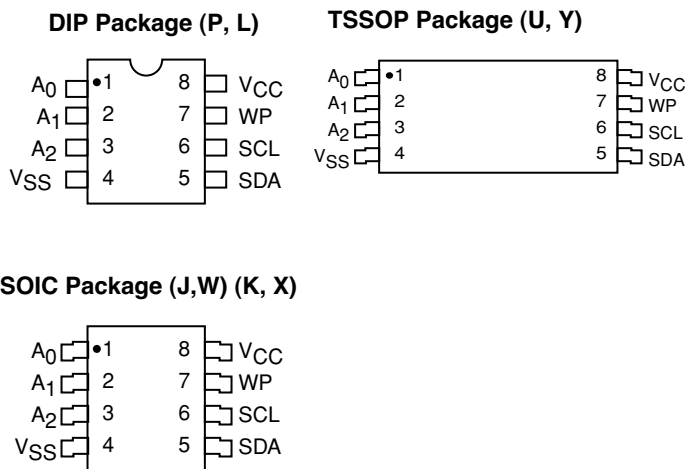 DIP Package (P, L)
A0 1 8 VCC
A1 2 7 WP
A2 3 6 SCL
VSS 4 5 SDA
TSSOP Package (U, Y)
A0 1 8 VCC
A1 2 7 WP
A2 3 6 SCL
VSS 4 5 SDA
SOIC Package (J,W) (K, X)
A0 1 8 VCC
A1 2 7 WP
A2 3 6 SCL
VSS 4 5 SDA